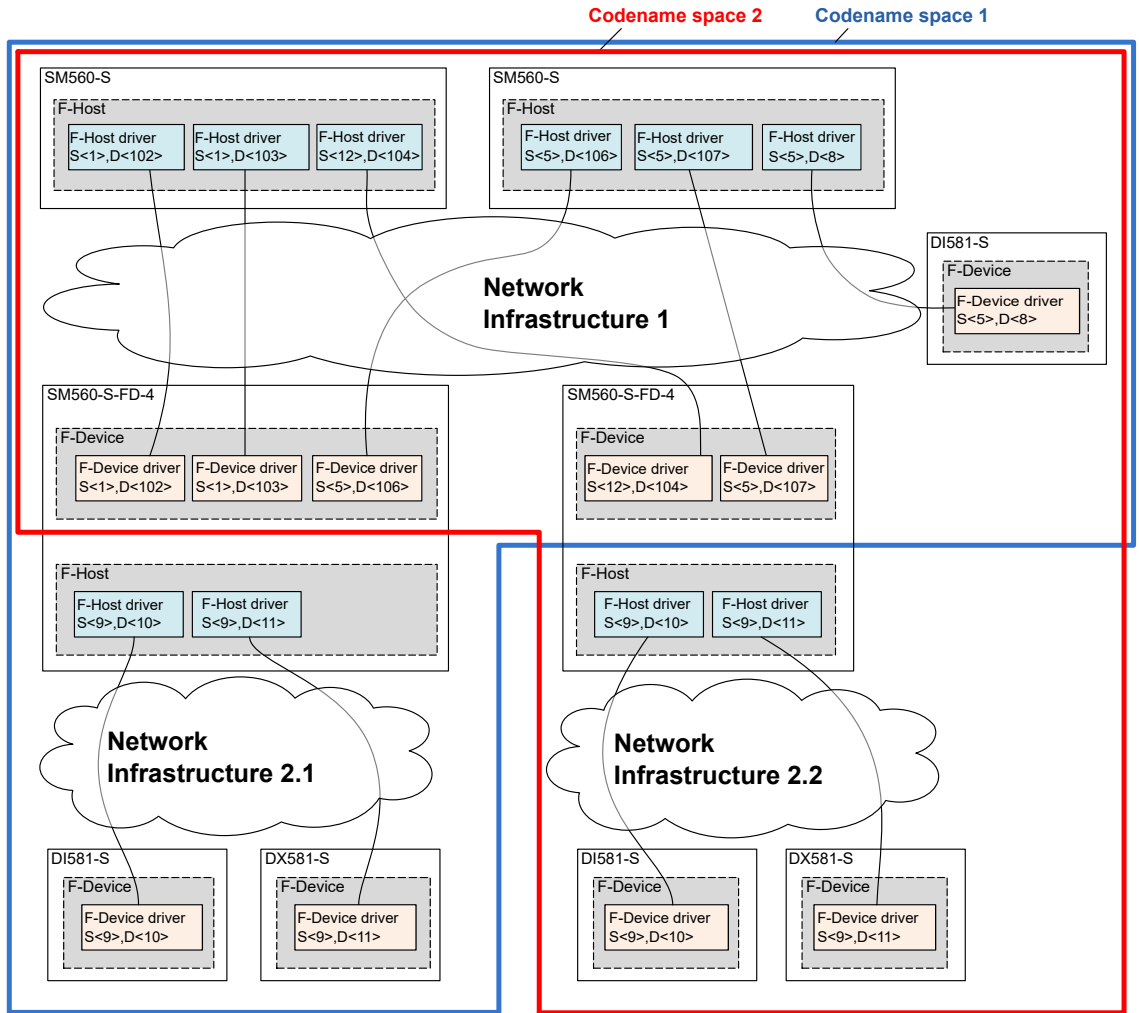 Codename space 2
Codename space 1
SM560-S
F-Host
F-Host driver
S<1>,D<102>
F-Host driver
S<1>,D<103>
F-Host driver
S<12>,D<104>
SM560-S
F-Host
F-Host driver
S<5>,D<106>
F-Host driver
S<5>,D<107>
F-Host driver
S<5>,D<8>
Network
Infrastructure 1
DI581-S
F-Device
F-Device driver
S<5>,D<8>
SM560-S-FD-4
F-Device
F-Device driver
S<1>,D<102>
F-Device driver
S<1>,D<103>
F-Device driver
S<5>,D<106>
F-Host
F-Host driver
S<9>,D<10>
F-Host driver
S<9>,D<11>
SM560-S-FD-4
F-Device
F-Device driver
S<12>,D<104>
F-Device driver
S<5>,D<107>
F-Host
F-Host driver
S<9>,D<10>
F-Host driver
S<9>,D<11>
Network
Infrastructure 2.1
Network
Infrastructure 2.2
DI581-S
F-Device
F-Device driver
S<9>,D<10>
DX581-S
F-Device
F-Device driver
S<9>,D<11>
DI581-S
F-Device
F-Device driver
S<9>,D<10>
DX581-S
F-Device
F-Device driver
S<9>,D<11>